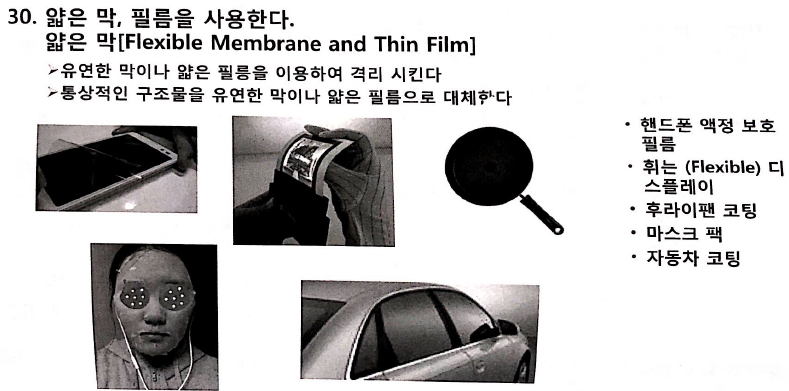 30. 얇은 막, 필름을 사용한다.
얇은 막[Flexible Membrane and Thin Film]
➢유연한 막이나 얇은 필름을 이용하여 격리 시킨다
➢통상적인 구조물을 유연한 막이나 얇은 필름으로 대체한다
• 핸드폰 액정 보호
필름
• 휘는 (Flexible) 디
스플레이
• 후라이팬 코팅
• 마스크 팩
• 자동차 코팅